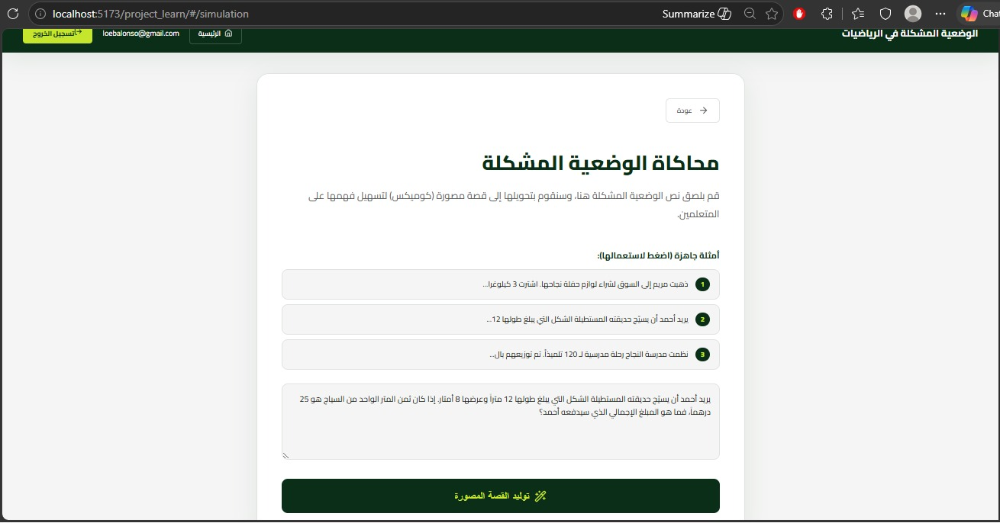 localhost:5173/project_learn/#/simulation
Summarize
Chat
الوضعية المشكلة في الرياضيات
الرئيسية
loebalonso@gmail.com
تسجيل الخروج
عودة
محاكاة الوضعية المشكلة
قم بلصق نص الوضعية المشكلة هنا، وسنقوم بتحويلها إلى قصة مصورة (كوميكس) لتسهيل فهمها على
المتعلمين.
أمثلة جاهزة (اضغط لاستعمالها):
1 ذهبت مريم إلى السوق لشراء لوازم حفلة نجاحها. اشترت 3 كيلوغرا...
2 يريد أحمد أن يسيّج حديقته المستطيلة الشكل التي يبلغ طولها 12...
3 نظمت مدرسة النجاح رحلة مدرسية لـ 120 تلميذاً. تم توزيعهم بال...
يريد أحمد أن يسيّج حديقته المستطيلة الشكل التي يبلغ طولها 12 متراً وعرضها 8 أمتار. إذا كان ثمن المتر الواحد من السياج هو 25
درهماً، فما هو المبلغ الإجمالي الذي سيدفعه أحمد؟
توليد القصة المصورة